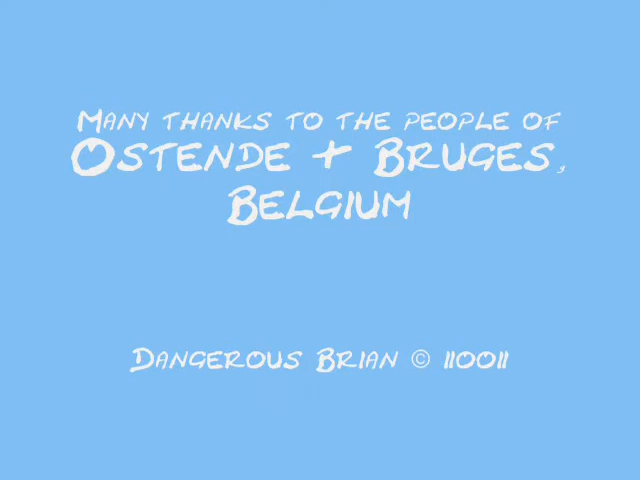 Many thanks to the people of
Ostende + Bruges,
Belgium
Dangerous Brian © 110011